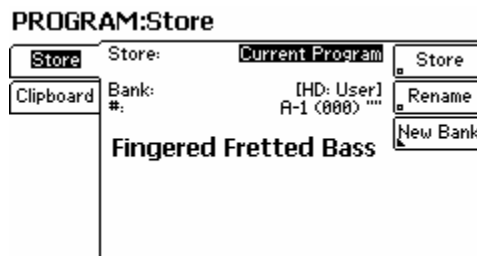 PROGRAM:Store
Store
Store: Current Program
Store
Clipboard
Bank: [HD: User]
#: A-1 (000) ""
Rename
New Bank
Fingered Fretted Bass